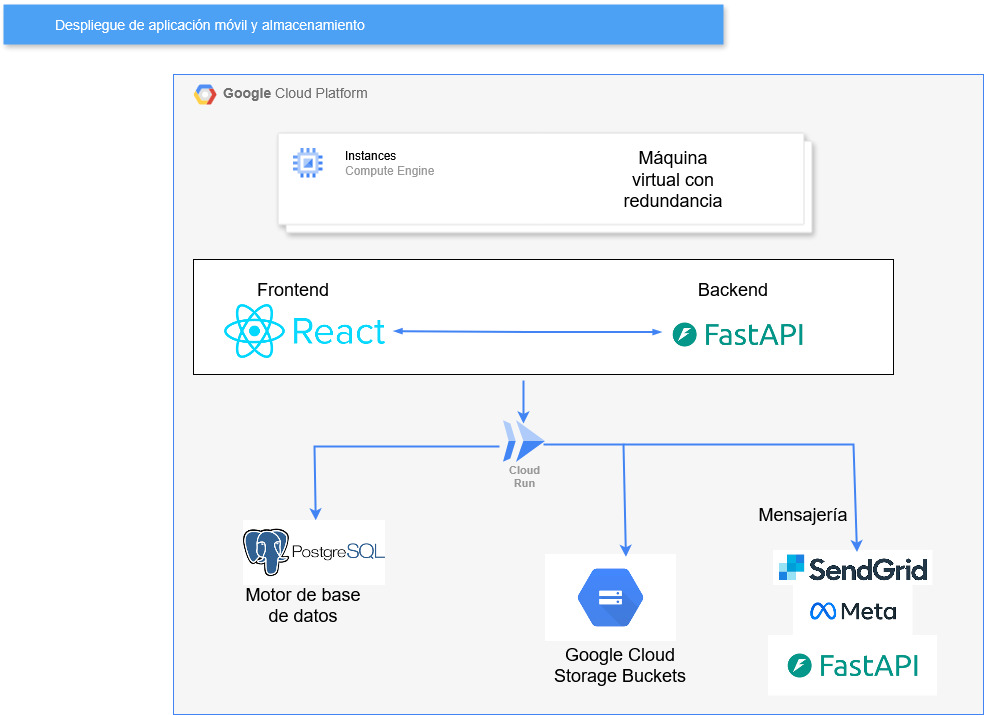 Despliegue de aplicación móvil y almacenamiento
Google Cloud Platform
Instances
Compute Engine
Máquina
virtual con
redundancia
Frontend
React
Backend
FastAPI
Cloud
Run
PostgreSQL
Motor de base
de datos
Google Cloud
Storage Buckets
Mensajería
SendGrid
Meta
FastAPI